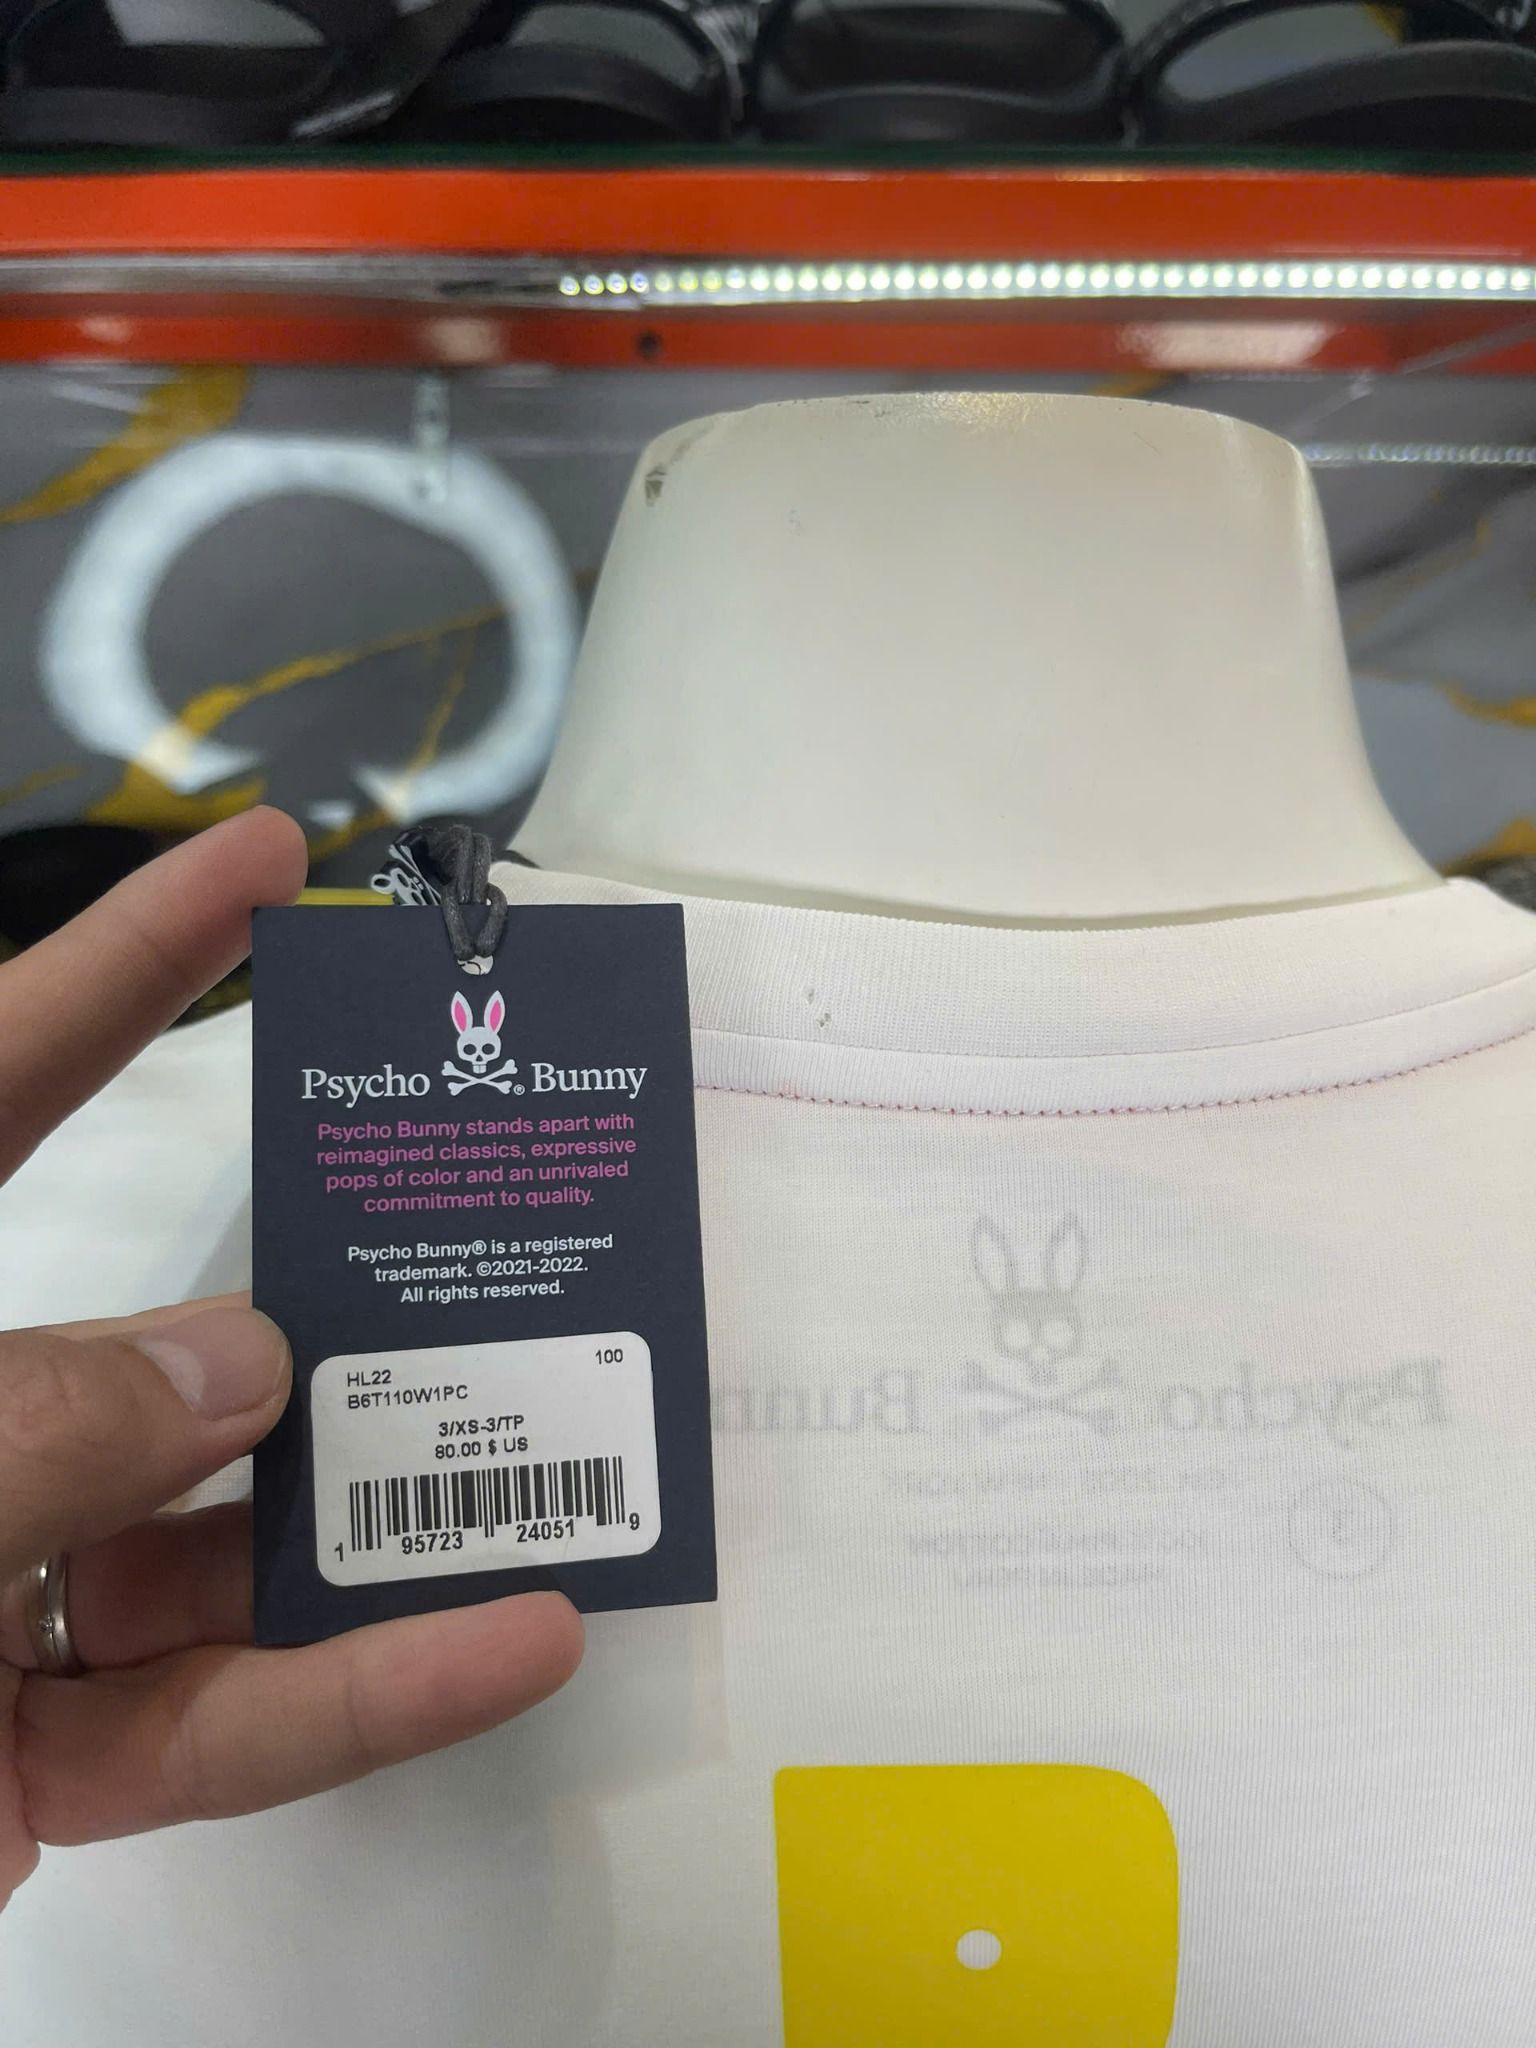 Psycho ® Bunny
Psycho Bunny stands apart with
reimagined classics, expressive
pops of color and an unrivaled
commitment to quality.
Psycho Bunny® is a registered
trademark. ©2021-2022.
All rights reserved.
HL22 100
B6T110W1PC
3/XS-3/TP
80.00 $ US
1 95723 24051 9
Psycho